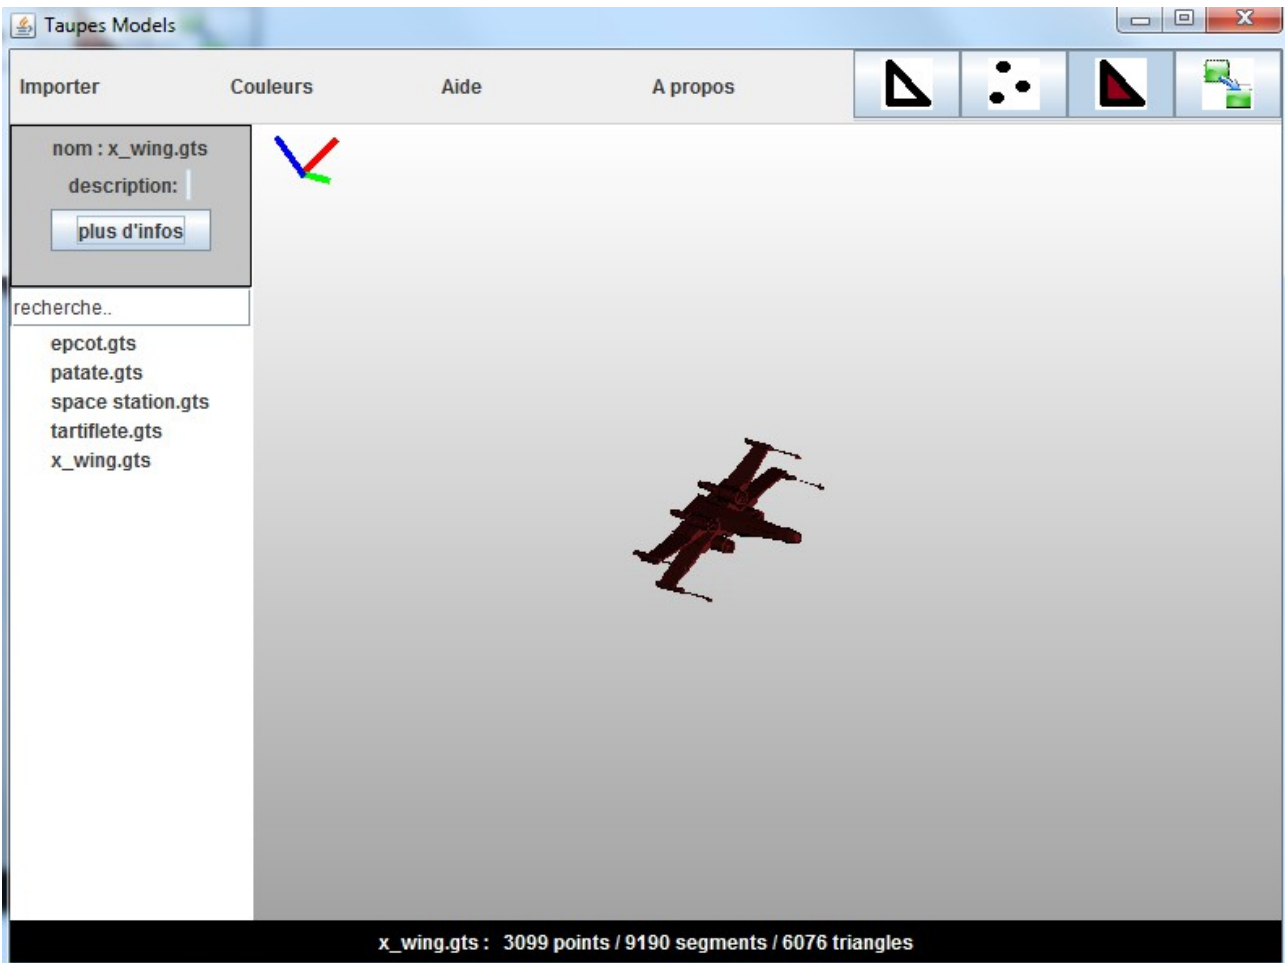 Taupes Models
Importer Couleurs Aide A propos
nom : x_wing.gts
description:
plus d'infos
recherche..
epcot.gts
patate.gts
space station.gts
tartiflete.gts
x_wing.gts
x_wing.gts : 3099 points / 9190 segments / 6076 triangles